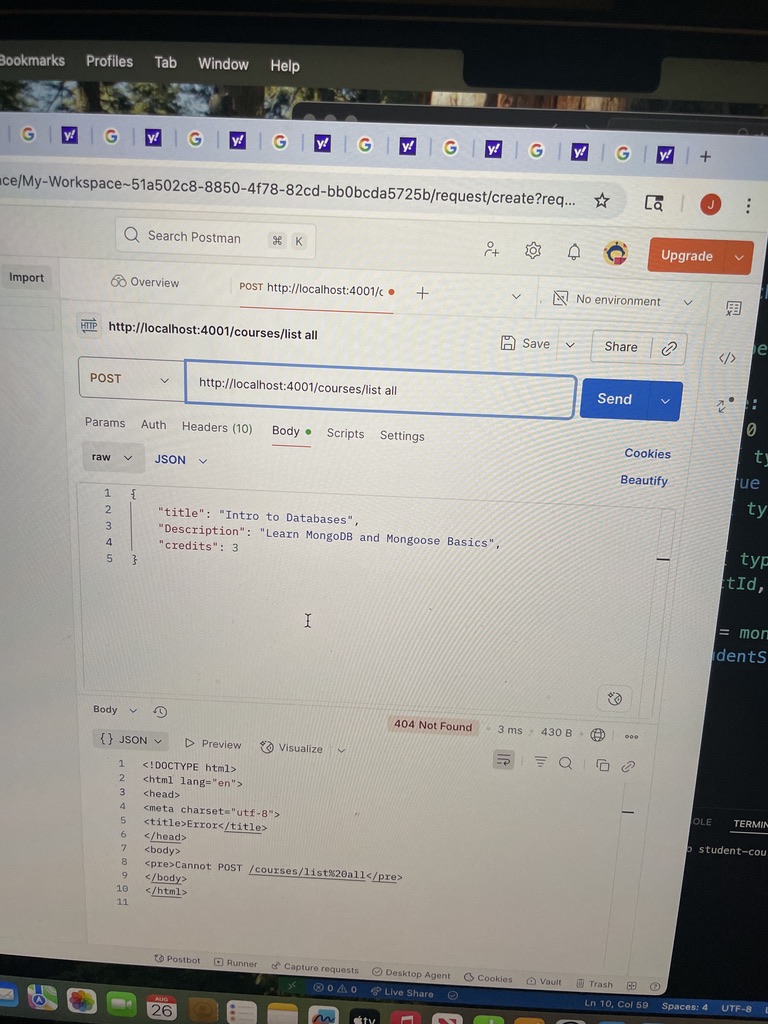 Bookmarks Profiles Tab Window Help
ce/My-Workspace~51a502c8-8850-4f78-82cd-bb0bcda5725b/request/create?req...
J
Search Postman ⌘ K
Upgrade
Import
Overview
POST http://localhost:4001/c
No environment
HTTP http://localhost:4001/courses/list all
Save
Share
POST
http://localhost:4001/courses/list all
Send
Params Auth Headers (10) Body Scripts Settings
Cookies
raw JSON
Beautify
1 {
2 "title": "Intro to Databases",
3 "Description": "Learn MongoDB and Mongoose Basics",
4 "credits": 3
5 }
Body
404 Not Found 3 ms 430 B
{} JSON Preview Visualize
1 <!DOCTYPE html>
2 <html lang="en">
3 <head>
4 <meta charset="utf-8">
5 <title>Error</title>
6 </head>
7 <body>
8 <pre>Cannot POST /courses/list%20all</pre>
9 </body>
10 </html>
11
Postbot Runner Capture requests Desktop Agent Cookies Vault Trash
0 0 Live Share
Ln 10, Col 59 Spaces: 4 UTF-8
AUG
26
tv
0
ty
ue
ty
typ
ctId,
= mon
udentS
OLE TERMIN
student-cou